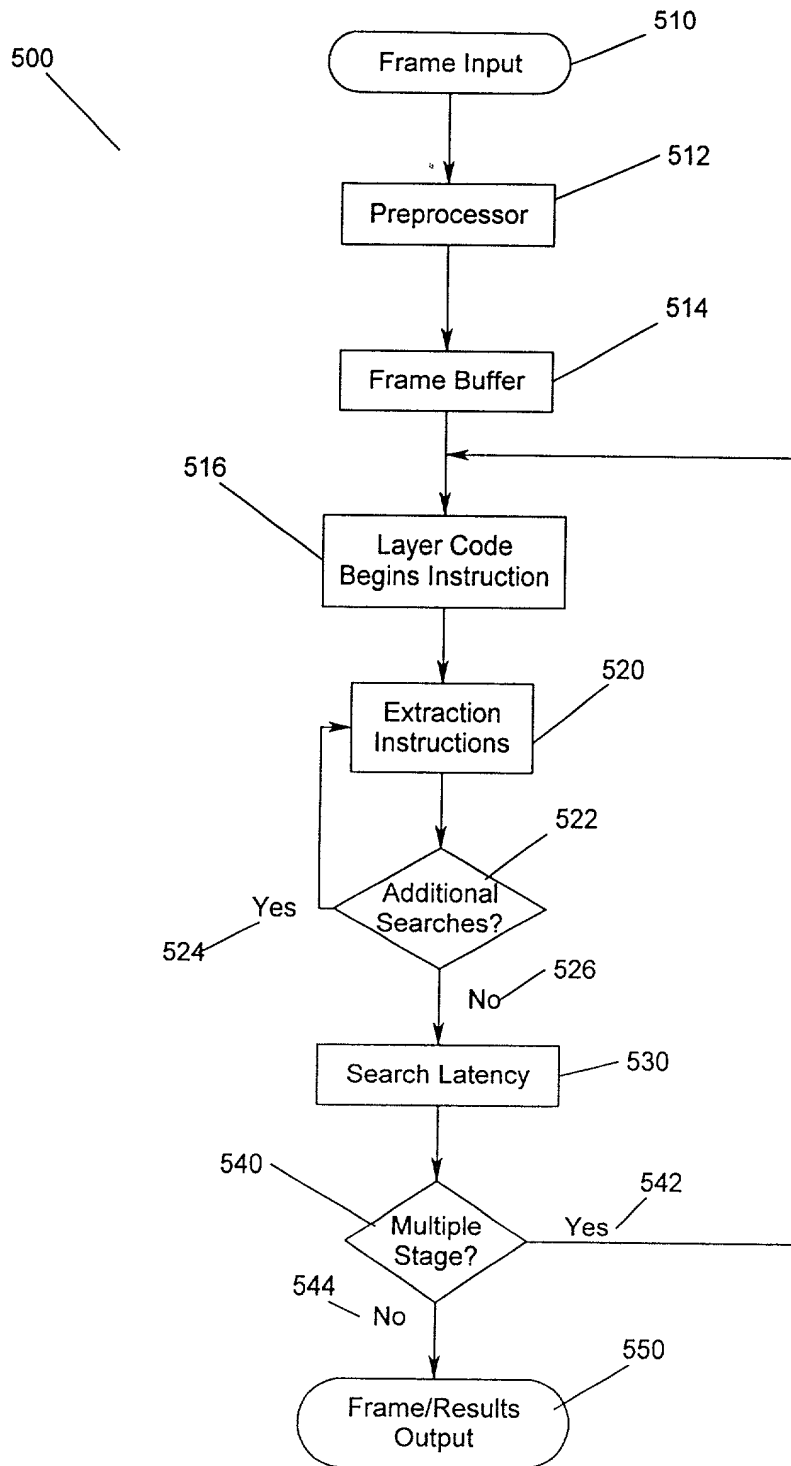 510
500
Frame Input
512
Preprocessor
514
Frame Buffer
516
Layer Code
Begins Instruction
520
Extraction
Instructions
522
Additional
Searches?
Yes
524
526
No
Search Latency
530
540
542
Multiple
Stage?
Yes
544
No
550
Frame/Results
Output